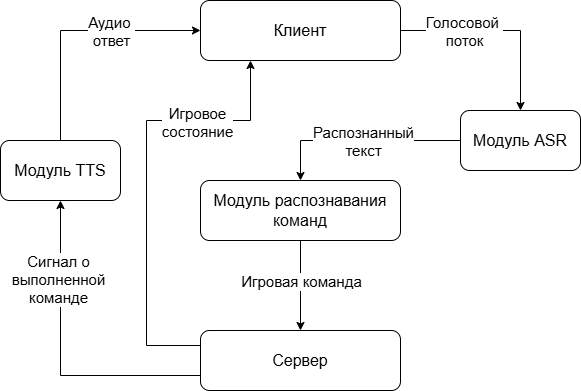 Аудио
ответ
Клиент
Голосовой
поток
Игровое
состояние
Распознанный
текст
Модуль ASR
Модуль TTS
Модуль распознавания
команд
Сигнал о
выполненной
команде
Игровая команда
Сервер